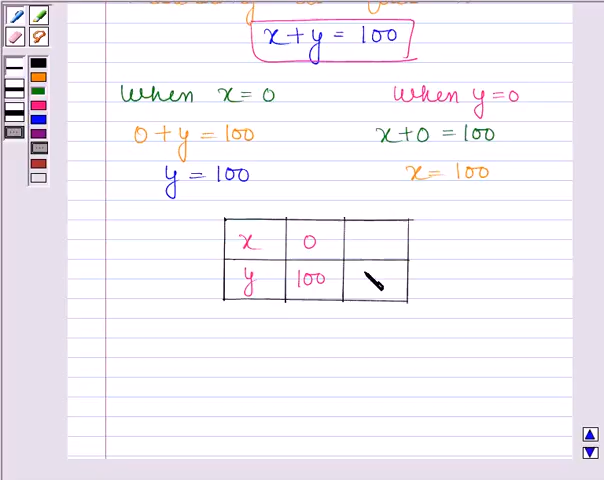 x+y = 100
When x = 0 When y = 0
0 + y = 100 x + 0 = 100
y = 100 x = 100
x 0
y 100